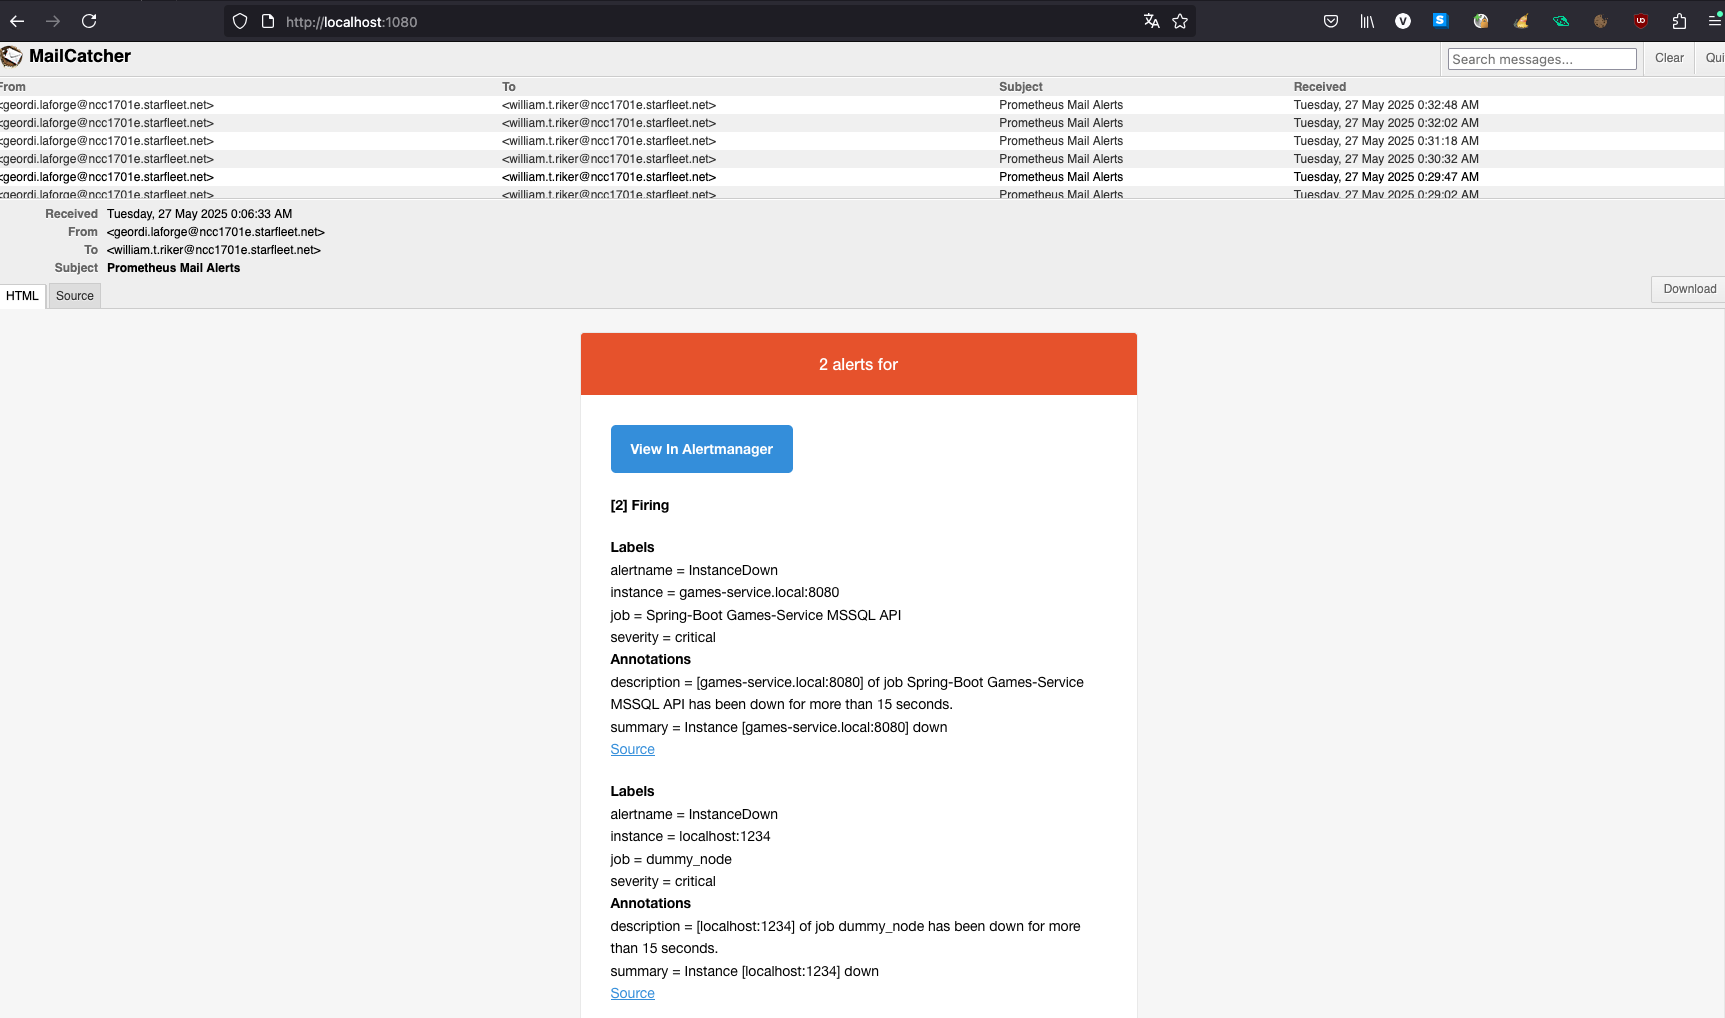 http://localhost:1080
MailCatcher
Search messages...
Clear
Qui
From To Subject Received
<geordi.laforge@ncc1701e.starfleet.net> <william.t.riker@ncc1701e.starfleet.net> Prometheus Mail Alerts Tuesday, 27 May 2025 0:32:48 AM
<geordi.laforge@ncc1701e.starfleet.net> <william.t.riker@ncc1701e.starfleet.net> Prometheus Mail Alerts Tuesday, 27 May 2025 0:32:02 AM
<geordi.laforge@ncc1701e.starfleet.net> <william.t.riker@ncc1701e.starfleet.net> Prometheus Mail Alerts Tuesday, 27 May 2025 0:31:18 AM
<geordi.laforge@ncc1701e.starfleet.net> <william.t.riker@ncc1701e.starfleet.net> Prometheus Mail Alerts Tuesday, 27 May 2025 0:30:32 AM
<geordi.laforge@ncc1701e.starfleet.net> <william.t.riker@ncc1701e.starfleet.net> Prometheus Mail Alerts Tuesday, 27 May 2025 0:29:47 AM
<geordi.laforge@ncc1701e.starfleet.net> <william.t.riker@ncc1701e.starfleet.net> Prometheus Mail Alerts Tuesday, 27 May 2025 0:29:02 AM
Received Tuesday, 27 May 2025 0:06:33 AM
From <geordi.laforge@ncc1701e.starfleet.net>
To <william.t.riker@ncc1701e.starfleet.net>
Subject Prometheus Mail Alerts
HTML Source
Download
2 alerts for
View In Alertmanager
[2] Firing
Labels
alertname = InstanceDown
instance = games-service.local:8080
job = Spring-Boot Games-Service MSSQL API
severity = critical
Annotations
description = [games-service.local:8080] of job Spring-Boot Games-Service
MSSQL API has been down for more than 15 seconds.
summary = Instance [games-service.local:8080] down
Source
Labels
alertname = InstanceDown
instance = localhost:1234
job = dummy_node
severity = critical
Annotations
description = [localhost:1234] of job dummy_node has been down for more
than 15 seconds.
summary = Instance [localhost:1234] down
Source